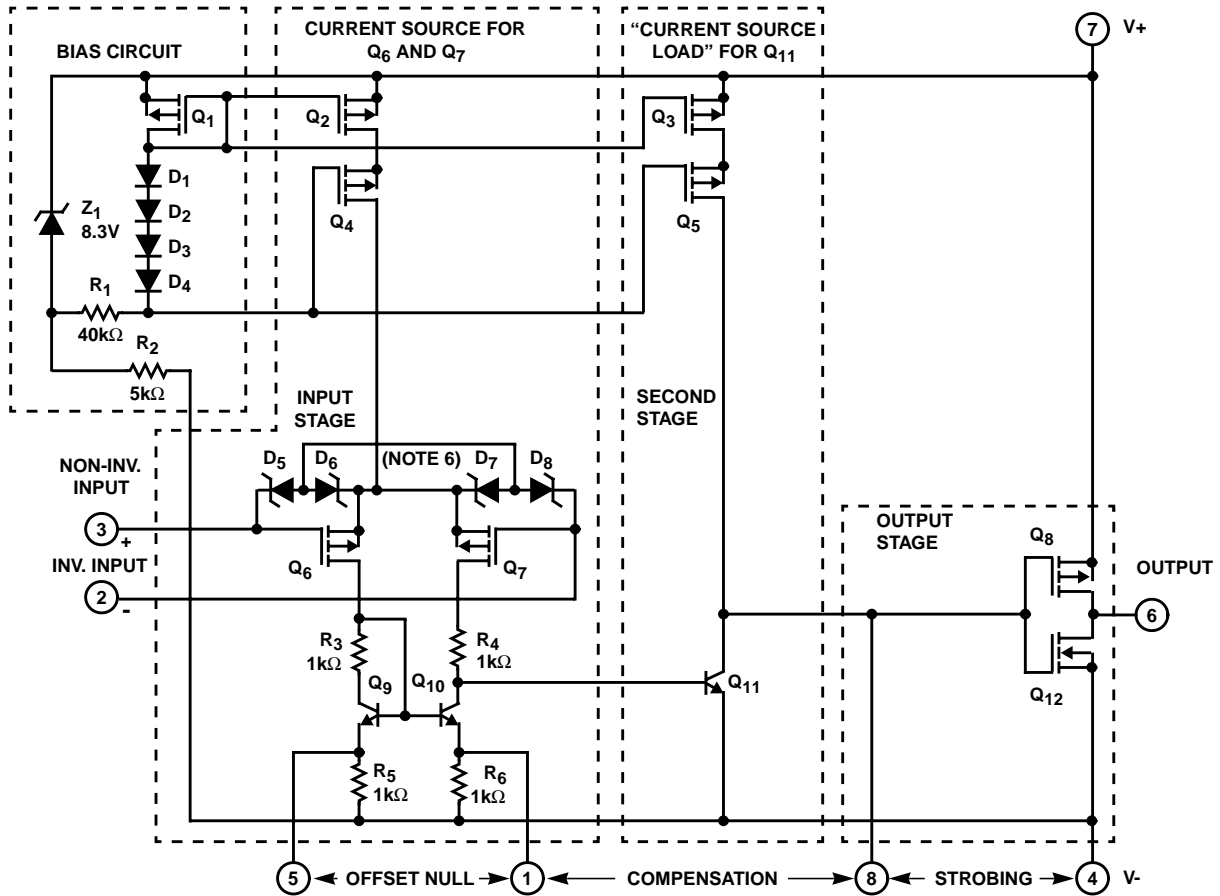 BIAS CIRCUIT
CURRENT SOURCE FOR
Q6 AND Q7
“CURRENT SOURCE
LOAD” FOR Q11
7
V+
Q1
Q2
Q3
D1
D2
D3
D4
Z1
8.3V
Q4
Q5
R1
40kΩ
R2
5kΩ
INPUT
STAGE
SECOND
STAGE
NON-INV.
INPUT
D5
D6
(NOTE 6)
D7
D8
3
+
INV. INPUT
2
-
Q6
Q7
OUTPUT
STAGE
Q8
OUTPUT
6
R3
1kΩ
R4
1kΩ
Q9
Q10
Q11
Q12
R5
1kΩ
R6
1kΩ
5
OFFSET NULL
1
COMPENSATION
8
STROBING
4
V-